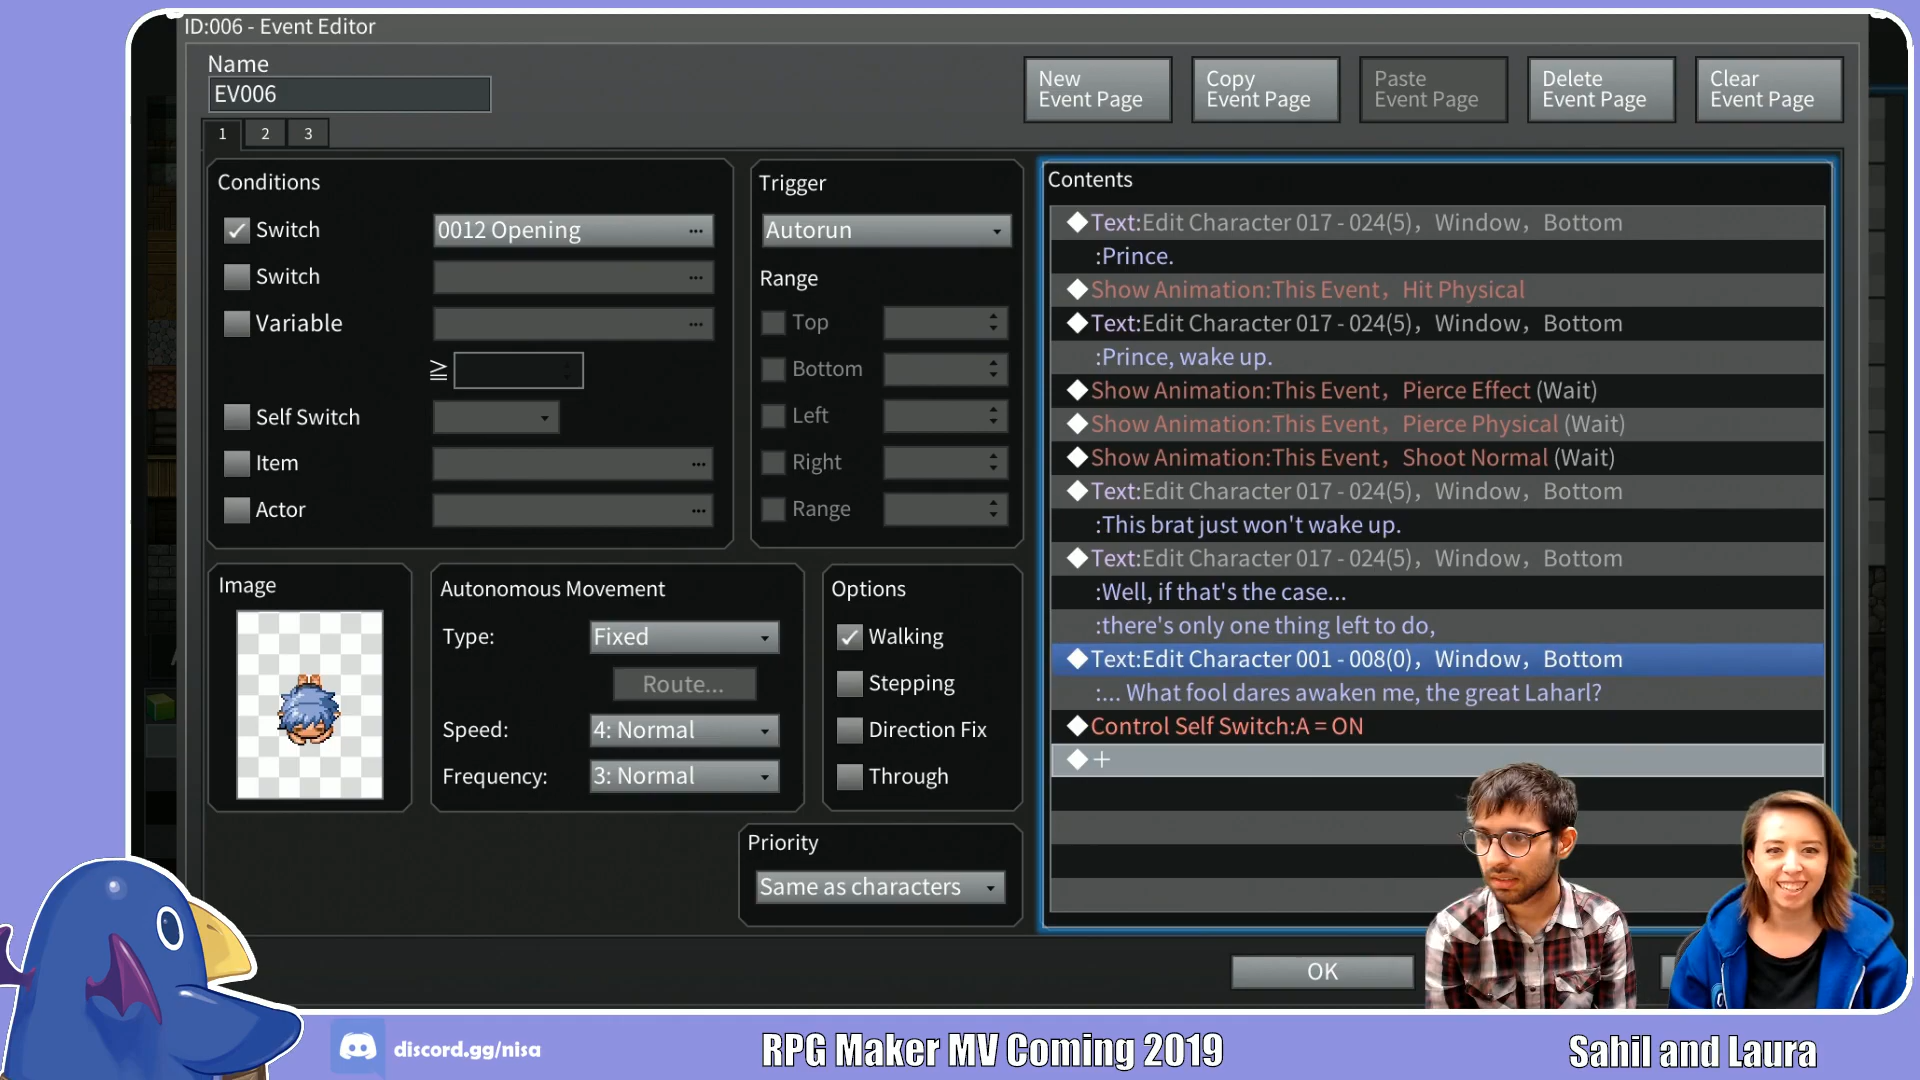 ID:006 - Event Editor
Name
EV006
New Event Page
Copy Event Page
Paste Event Page
Delete Event Page
Clear Event Page
1 2 3
Conditions
Switch 0012 Opening ...
Switch ...
Variable ...
≧
Self Switch
Item ...
Actor ...
Trigger
Autorun
Range
Top
Bottom
Left
Right
Range
Image
Autonomous Movement
Type: Fixed
Route...
Speed: 4: Normal
Frequency: 3: Normal
Options
Walking
Stepping
Direction Fix
Through
Priority
Same as characters
Contents
◆Text:Edit Character 017 - 024(5), Window, Bottom
:Prince.
◆Show Animation:This Event, Hit Physical
◆Text:Edit Character 017 - 024(5), Window, Bottom
:Prince, wake up.
◆Show Animation:This Event, Pierce Effect (Wait)
◆Show Animation:This Event, Pierce Physical (Wait)
◆Show Animation:This Event, Shoot Normal (Wait)
◆Text:Edit Character 017 - 024(5), Window, Bottom
:This brat just won't wake up.
◆Text:Edit Character 017 - 024(5), Window, Bottom
:Well, if that's the case...
:there's only one thing left to do,
◆Text:Edit Character 001 - 008(0), Window, Bottom
:... What fool dares awaken me, the great Laharl?
◆Control Self Switch:A = ON
◆+
OK
discord.gg/nisa
RPG Maker MV Coming 2019
Sahil and Laura